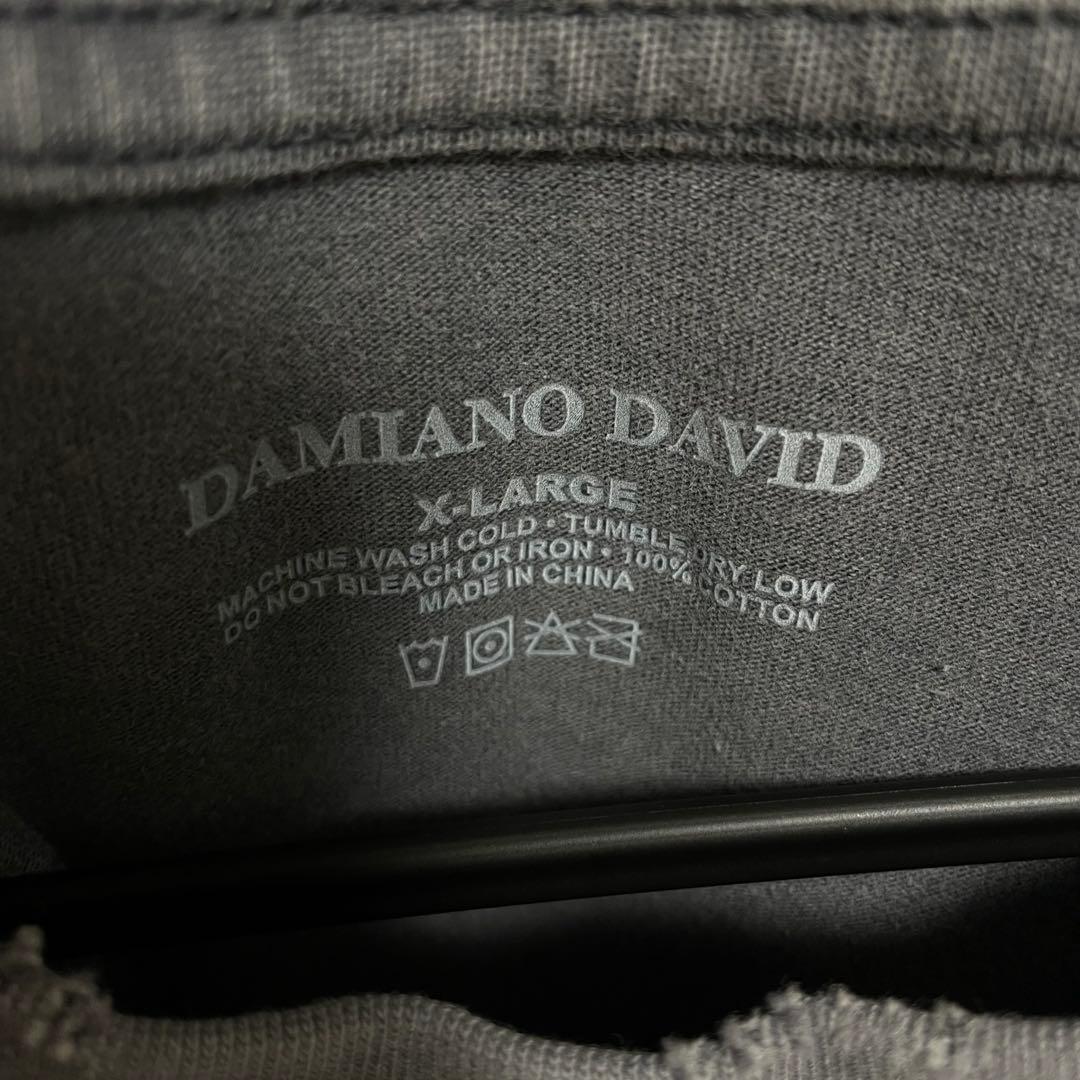 DAMIANO DAVID
X-LARGE
MACHINE WASH COLD • TUMBLE DRY LOW
DO NOT BLEACH OR IRON • 100% COTTON
MADE IN CHINA